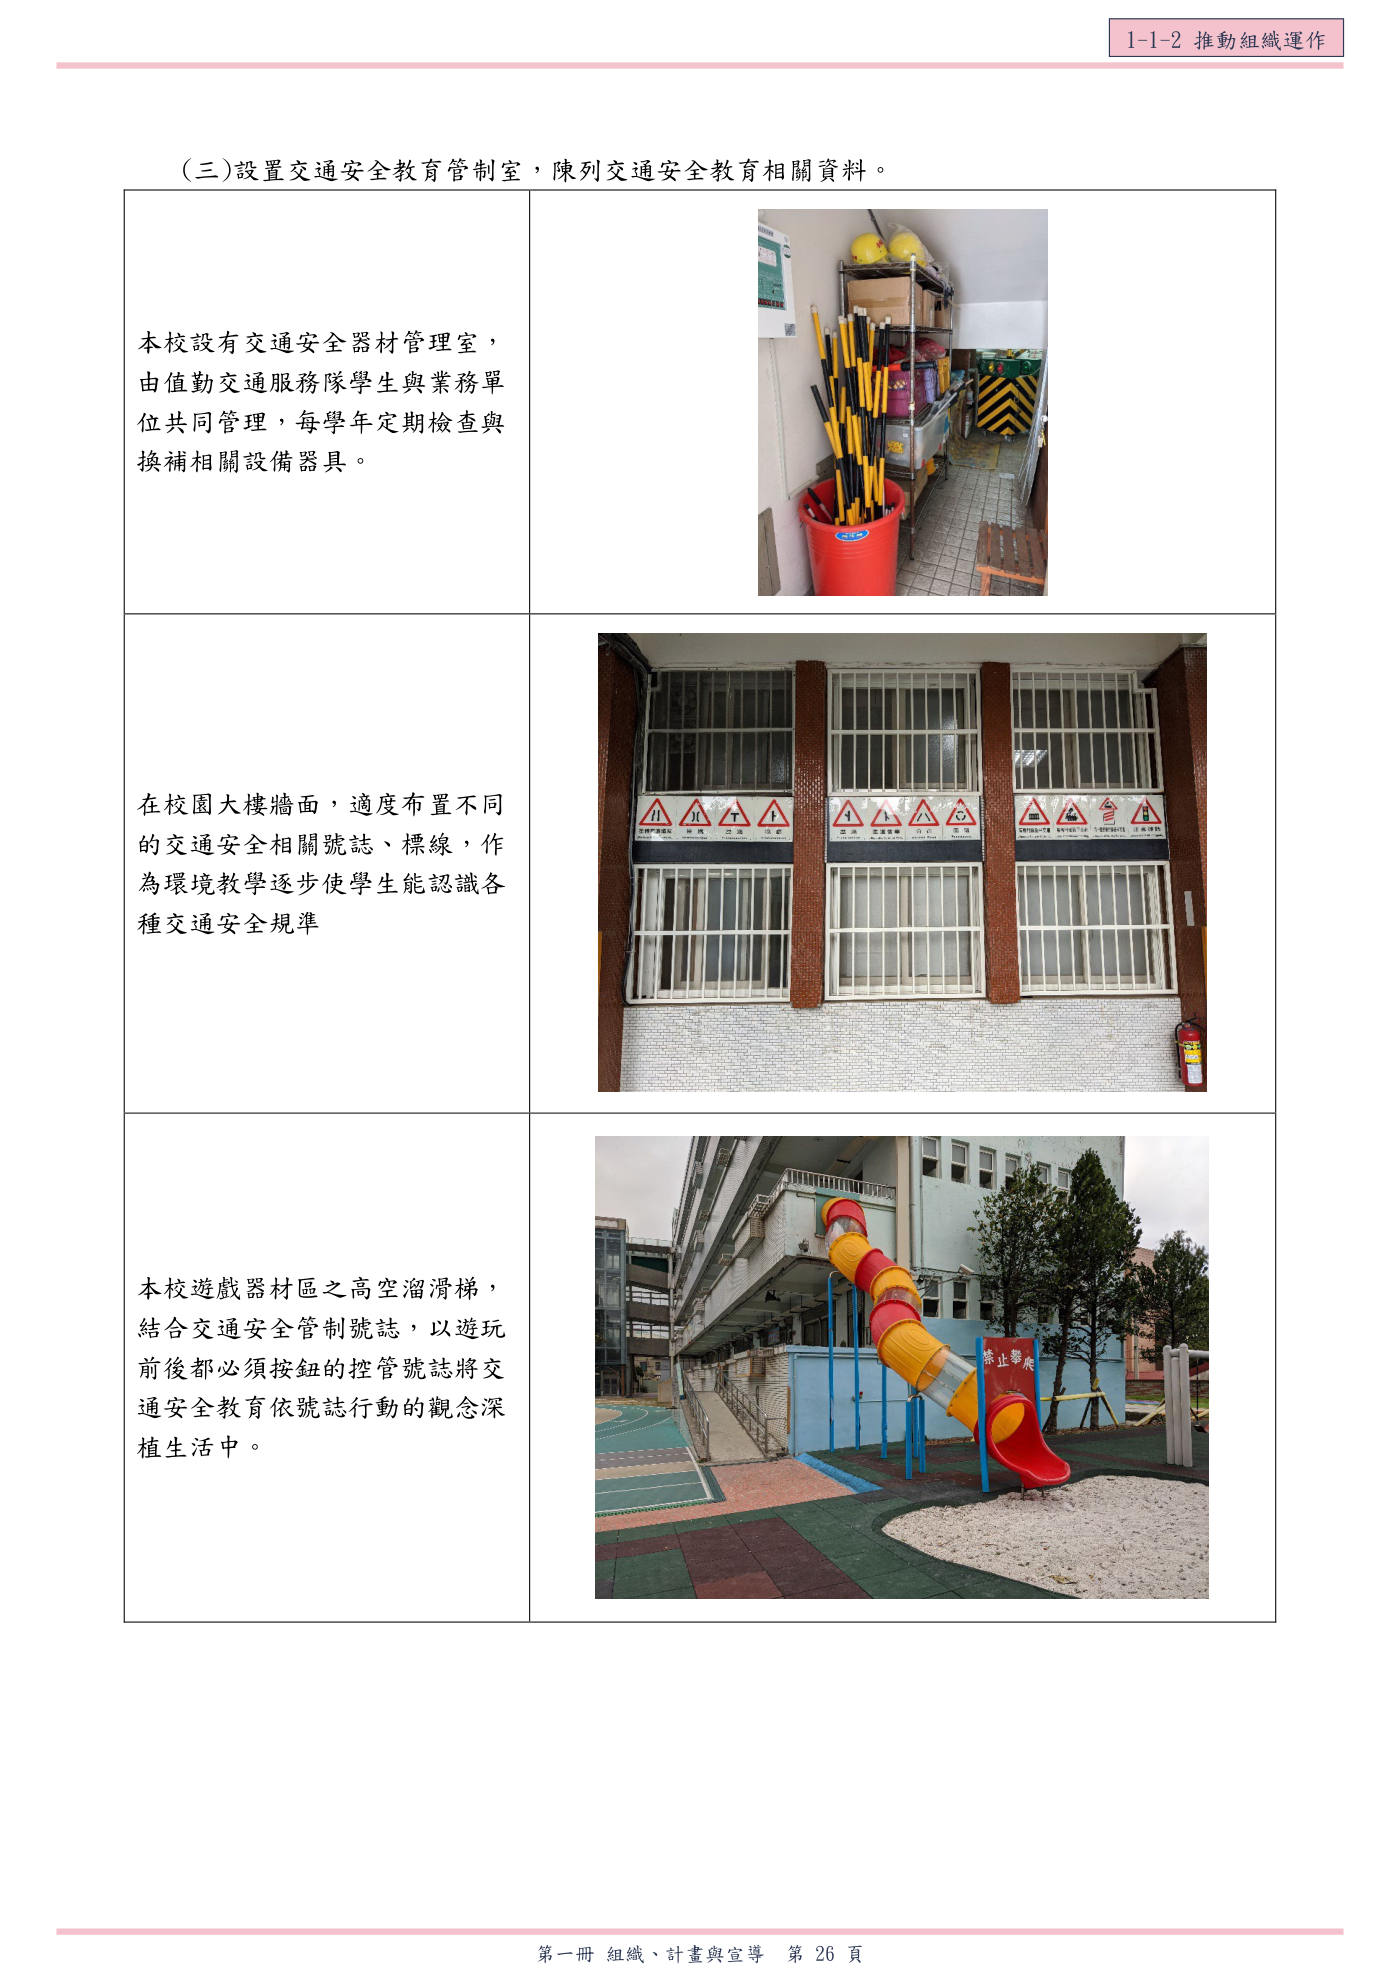 1-1-2 推動組織運作
(三)設置交通安全教育管制室，陳列交通安全教育相關資料。
本校設有交通安全器材管理室，
由值勤交通服務隊學生與業務單
位共同管理，每學年定期檢查與
換補相關設備器具。
在校園大樓牆面，適度布置不同
的交通安全相關號誌、標線，作
為環境教學逐步使學生能認識各
種交通安全規準
本校遊戲器材區之高空溜滑梯，
結合交通安全管制號誌，以遊玩
前後都必須按鈕的控管號誌將交
通安全教育依號誌行動的觀念深
植生活中。
禁止攀爬
第一冊 組織、計畫與宣導 第 26 頁